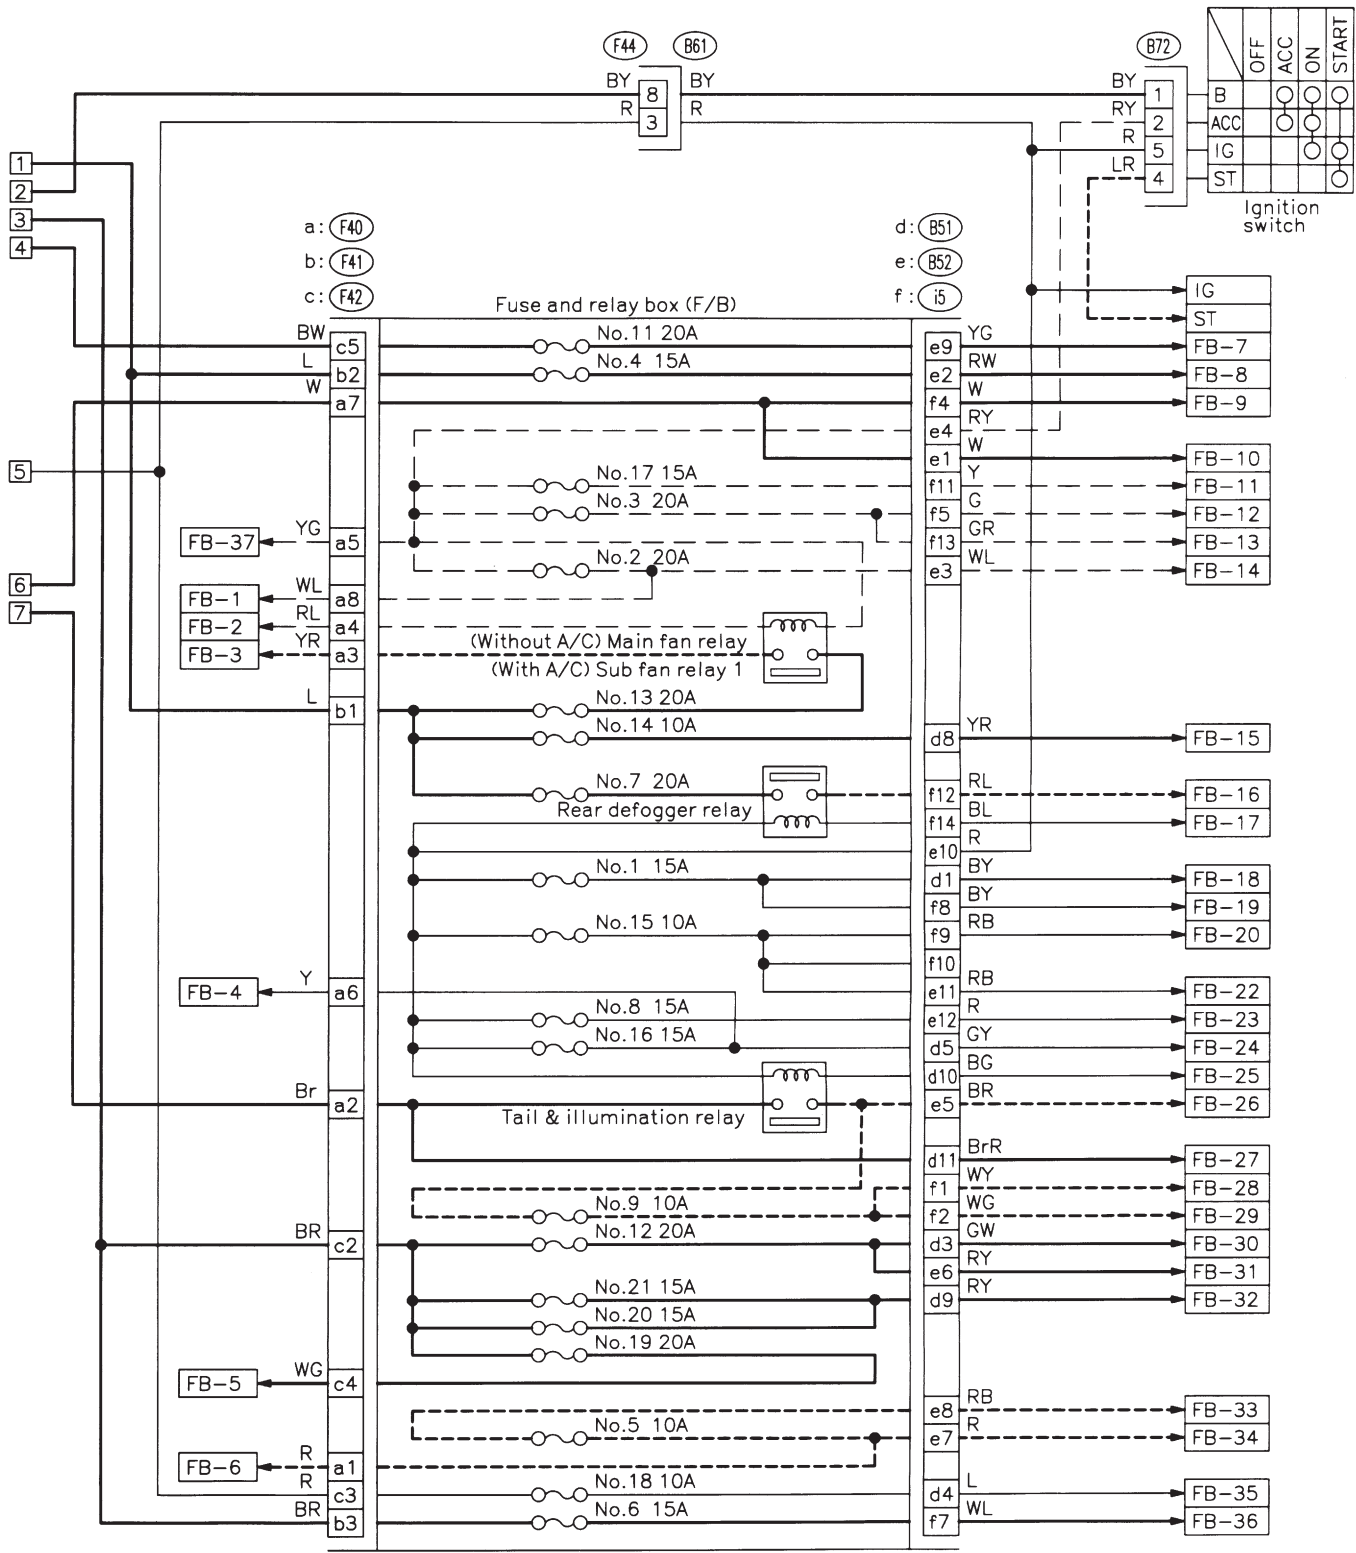 OFF ACC ON START
F44 B61 B72
BY 8 BY BY 1 B
R 3 R RY 2 ACC
R 5 IG
LR 4 ST
Ignition
switch
1
2
3
4
a: F40 d: B51
b: F41 e: B52
c: F42 f: i5
IG
Fuse and relay box (F/B)
ST
BW c5 No.11 20A e9 YG FB-7
L b2 No.4 15A e2 RW FB-8
W a7 f4 W FB-9
e4 RY
e1 W FB-10
5
No.17 15A f11 Y FB-11
No.3 20A f5 G FB-12
FB-37 YG a5 f13 GR FB-13
6
No.2 20A e3 WL FB-14
FB-1 WL a8
7
FB-2 RL a4
(Without A/C) Main fan relay
FB-3 YR a3
(With A/C) Sub fan relay 1
L b1 No.13 20A
No.14 10A d8 YR FB-15
No.7 20A f12 RL FB-16
Rear defogger relay
f14 BL FB-17
e10 R
No.1 15A d1 BY FB-18
f8 BY FB-19
No.15 10A f9 RB FB-20
f10
FB-4 Y a6 e11 RB FB-22
No.8 15A e12 R FB-23
No.16 15A d5 GY FB-24
d10 BG FB-25
Br a2 e5 BR FB-26
Tail & illumination relay
d11 BrR FB-27
f1 WY FB-28
No.9 10A f2 WG FB-29
BR c2 No.12 20A d3 GW FB-30
e6 RY FB-31
No.21 15A d9 RY FB-32
No.20 15A
No.19 20A
FB-5 WG c4
e8 RB FB-33
No.5 10A e7 R FB-34
FB-6 R a1
R c3 No.18 10A d4 L FB-35
BR b3 No.6 15A f7 WL FB-36